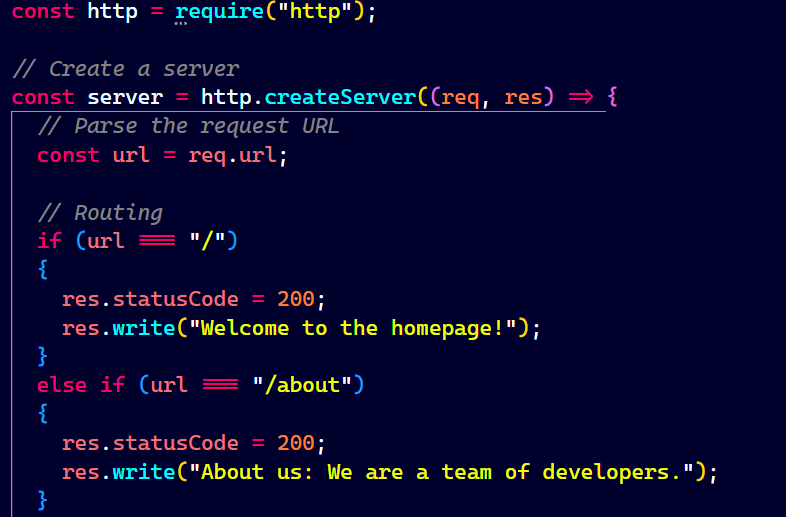 const http = require("http");
// Create a server
const server = http.createServer((req, res) => {
// Parse the request URL
const url = req.url;
// Routing
if (url === "/")
{
res.statusCode = 200;
res.write("Welcome to the homepage!");
}
else if (url === "/about")
{
res.statusCode = 200;
res.write("About us: We are a team of developers.");
}